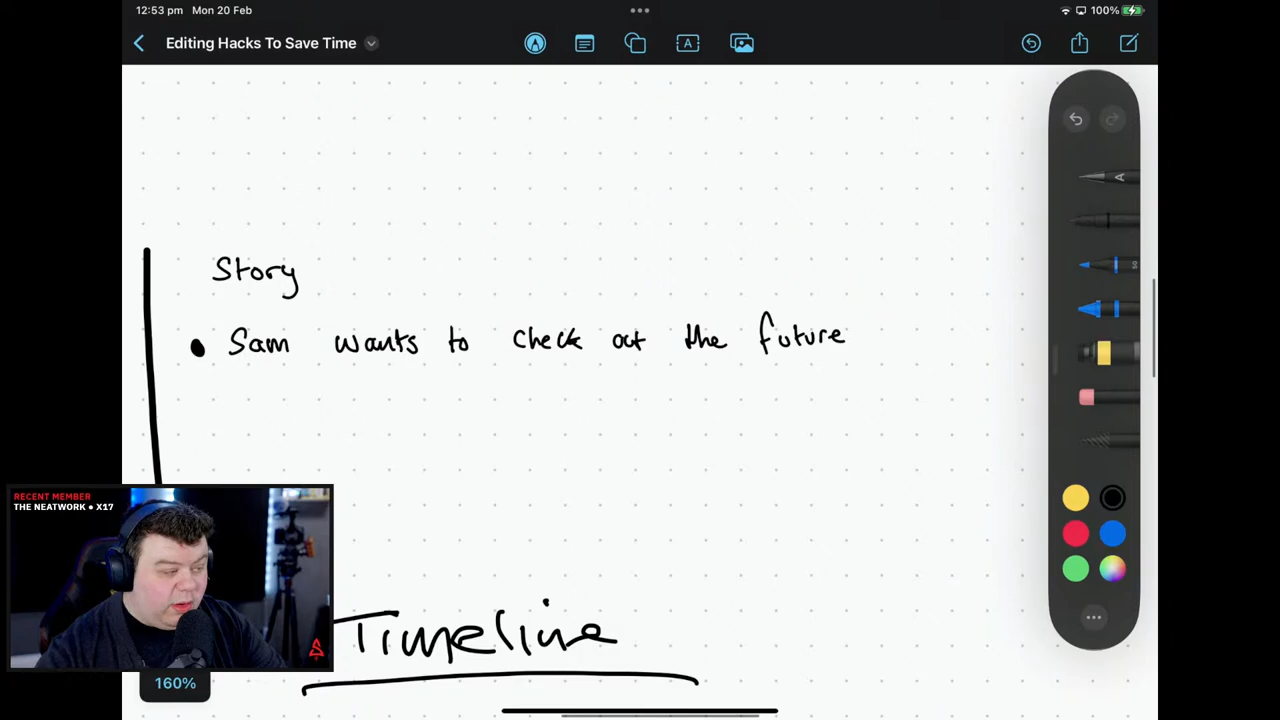 12:53 pm Mon 20 Feb
100%
Editing Hacks To Save Time
A
A
50
Story
Sam wants to check out the future
RECENT MEMBER
THE NEATWORK ● X17
Timeline
160%